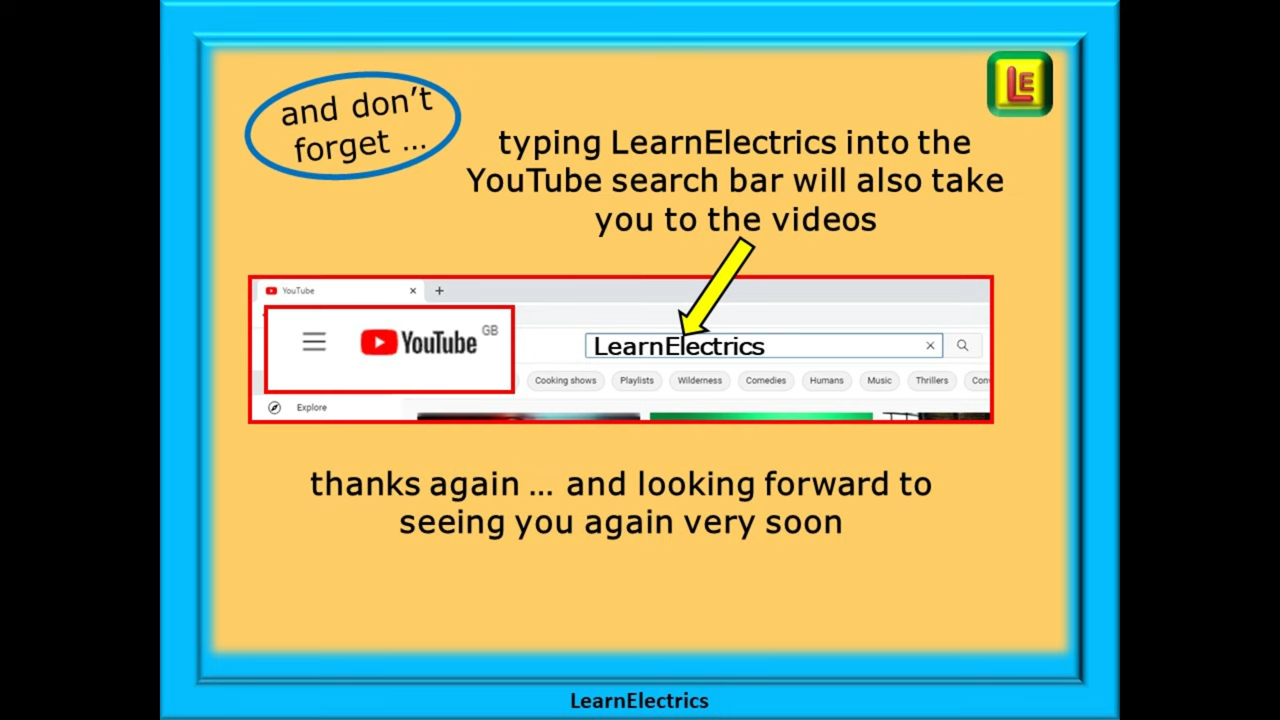 and don't
forget ...
LE
typing LearnElectrics into the
YouTube search bar will also take
you to the videos
YouTube
YouTube GB
LearnElectrics
Cooking shows Playlists Wilderness Comedies Humans Music Thrillers
Explore
thanks again ... and looking forward to
seeing you again very soon
LearnElectrics